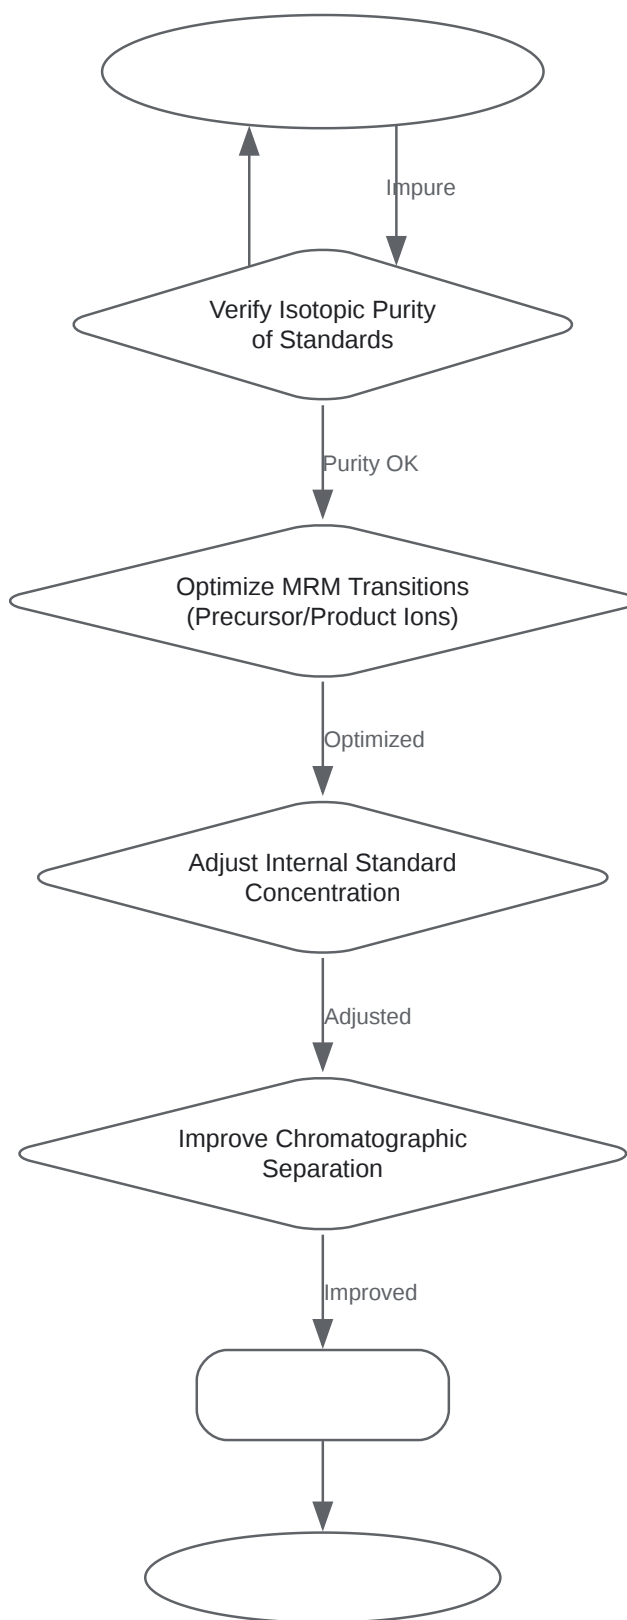 Impure
Verify Isotopic Purity
of Standards
Purity OK
Optimize MRM Transitions
(Precursor/Product Ions)
Optimized
Adjust Internal Standard
Concentration
Adjusted
Improve Chromatographic
Separation
Improved